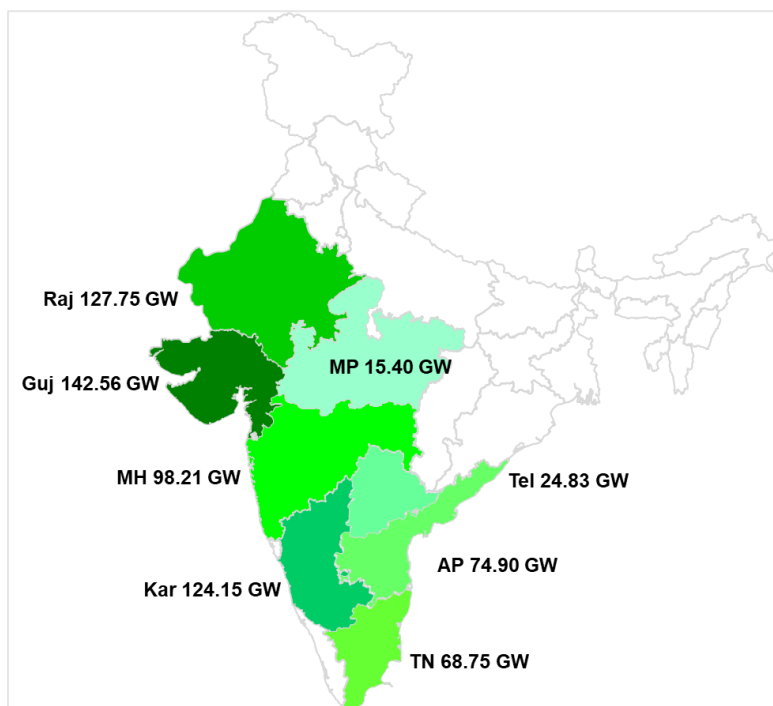 Raj 127.75 GW
MP 15.40 GW
Guj 142.56 GW
MH 98.21 GW
Tel 24.83 GW
AP 74.90 GW
Kar 124.15 GW
TN 68.75 GW